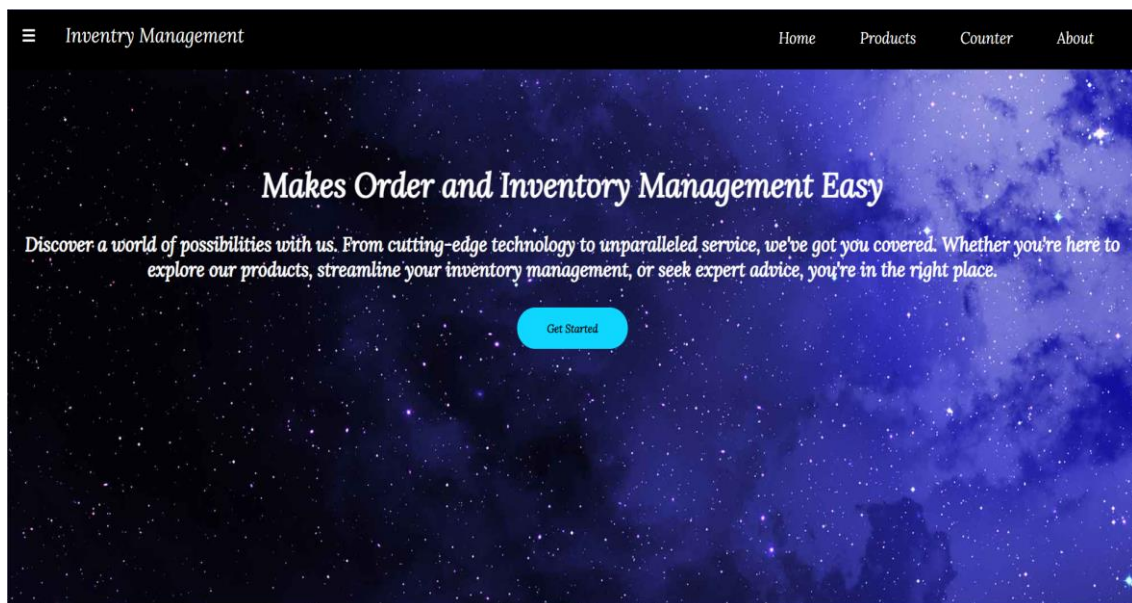 ☰ Inventry Management Home Products Counter About
Makes Order and Inventory Management Easy
Discover a world of possibilities with us. From cutting-edge technology to unparalleled service, we've got you covered. Whether you're here to
explore our products, streamline your inventory management, or seek expert advice, you're in the right place.
Get Started